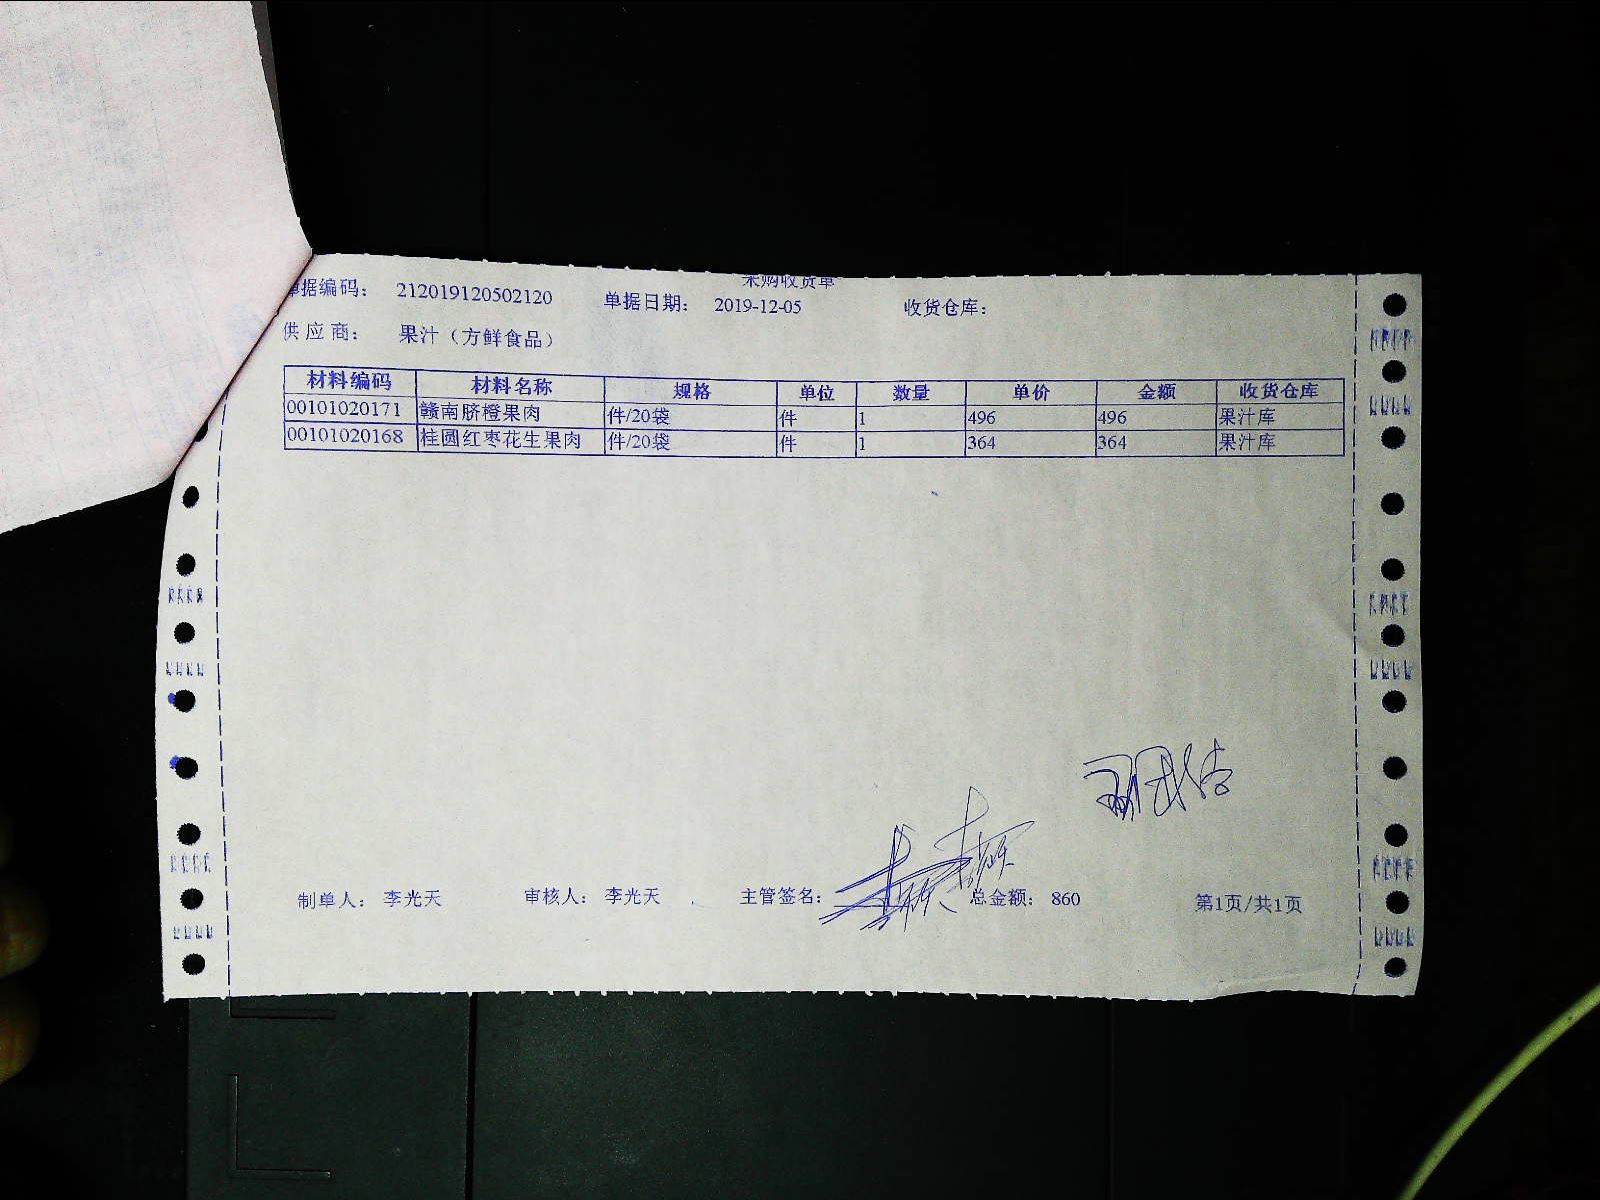 采购收货单
单据编码： 212019120502120 单据日期： 2019-12-05 收货仓库：
供应商： 果汁（方鲜食品）
材料编码 材料名称 规格 单位 数量 单价 金额 收货仓库
00101020171 赣南脐橙果肉 件/20袋 件 1 496 496 果汁库
00101020168 桂圆红枣花生果肉 件/20袋 件 1 364 364 果汁库
制单人： 李光天 审核人： 李光天 主管签名： 总金额： 860 第1页/共1页